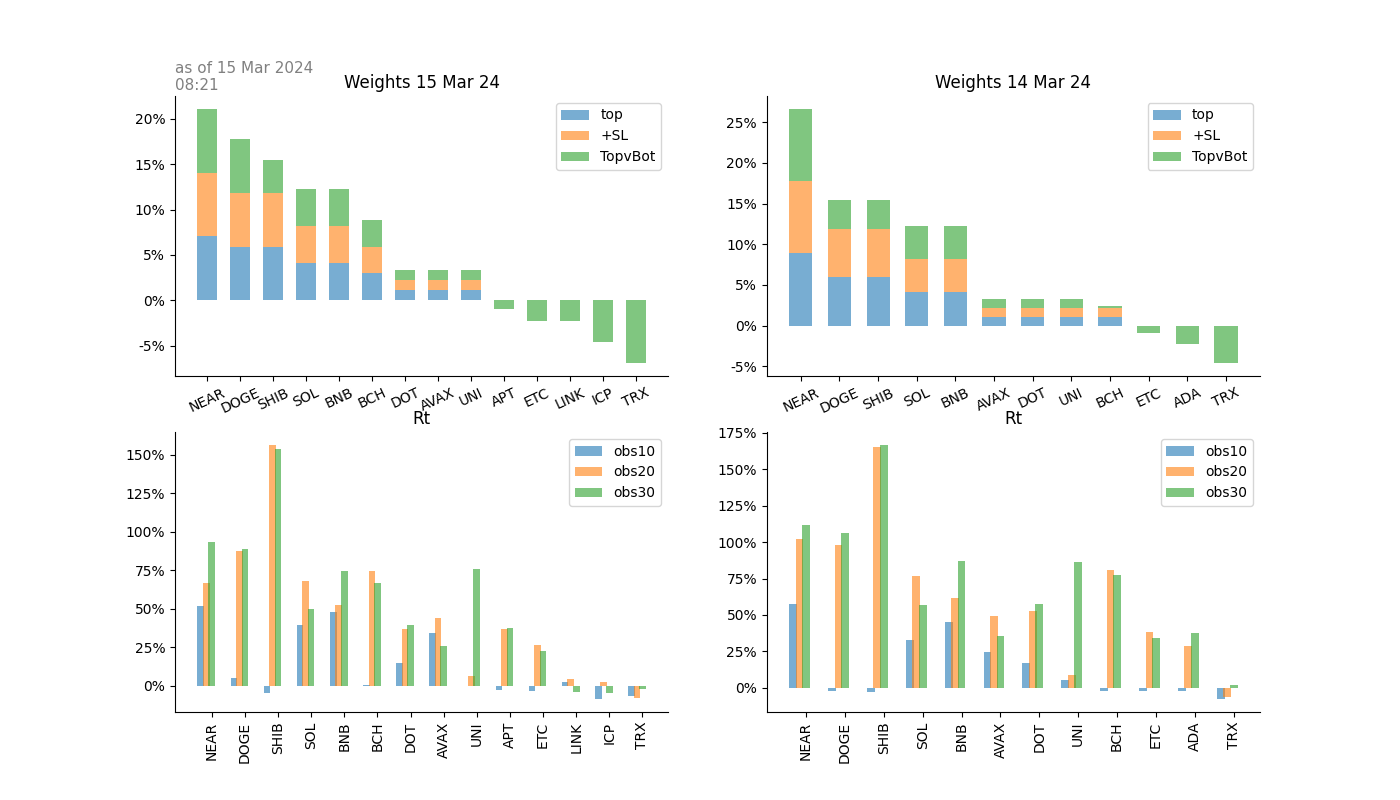 as of 15 Mar 2024
08:21
Weights 15 Mar 24
20%
15%
10%
5%
0%
-5%
top
+SL
TopvBot
NEAR DOGE SHIB SOL BNB BCH DOT AVAX UNI APT ETC LINK ICP TRX
Weights 14 Mar 24
25%
20%
15%
10%
5%
0%
-5%
top
+SL
TopvBot
NEAR DOGE SHIB SOL BNB AVAX DOT UNI BCH ETC ADA TRX
Rt
150%
125%
100%
75%
50%
25%
0%
obs10
obs20
obs30
NEAR DOGE SHIB SOL BNB BCH DOT AVAX UNI APT ETC LINK ICP TRX
Rt
175%
150%
125%
100%
75%
50%
25%
0%
obs10
obs20
obs30
NEAR DOGE SHIB SOL BNB AVAX DOT UNI BCH ETC ADA TRX